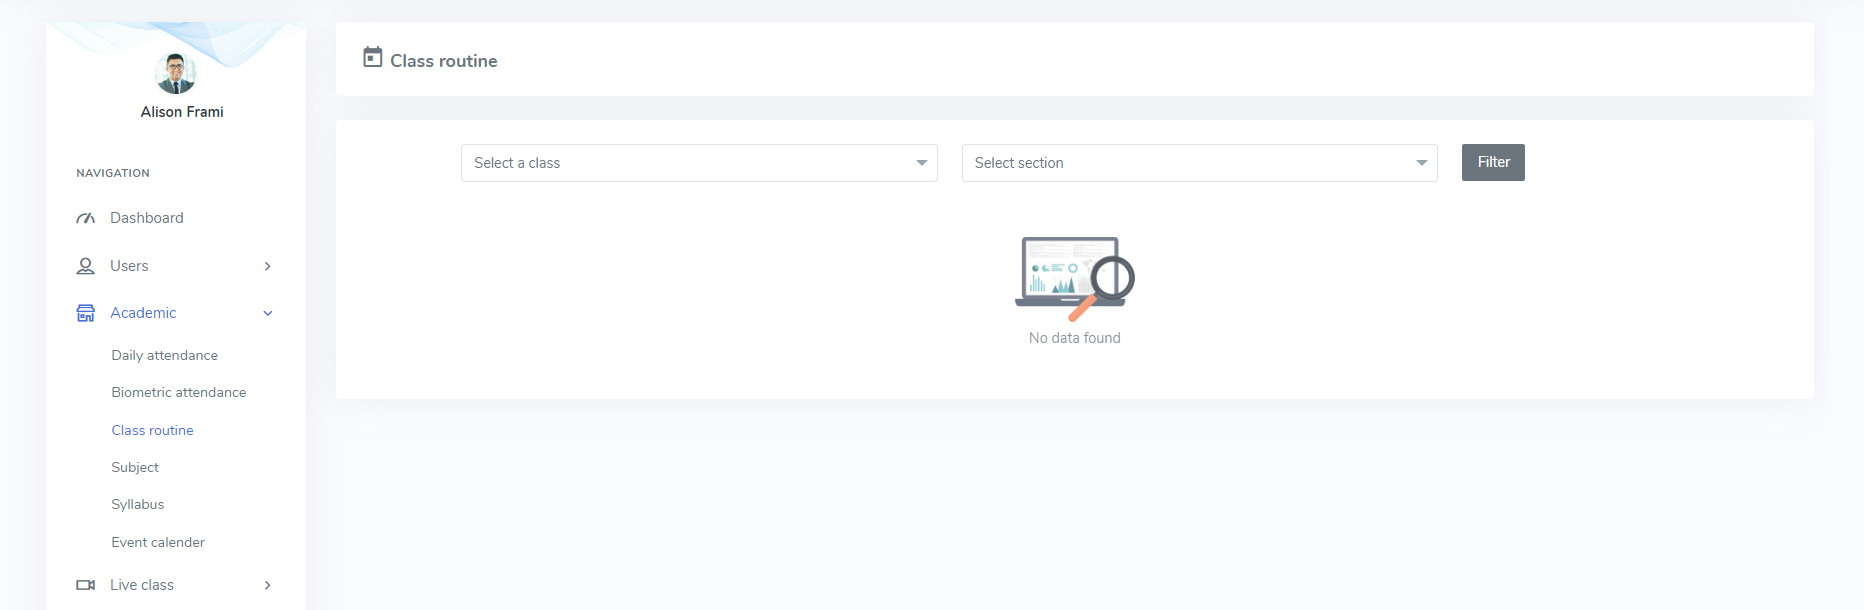 Alison Frami
NAVIGATION
Dashboard
Users
Academic
Daily attendance
Biometric attendance
Class routine
Subject
Syllabus
Event calender
Live class
Class routine
Select a class
Select section
Filter
No data found